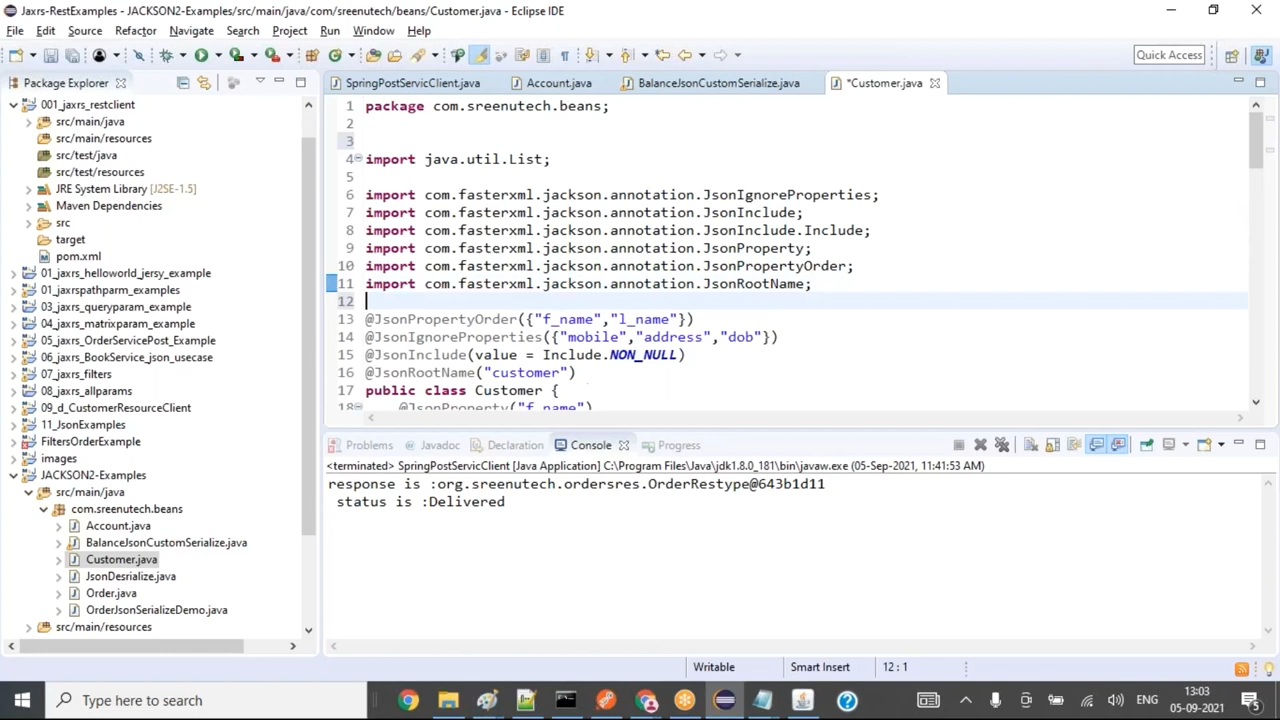 Jaxrs-RestExamples - JACKSON2-Examples/src/main/java/com/sreenutech/beans/Customer.java - Eclipse IDE
File Edit Source Refactor Navigate Search Project Run Window Help
Quick Access
Package Explorer
001_jaxrs_restclient
src/main/java
src/main/resources
src/test/java
src/test/resources
JRE System Library [J2SE-1.5]
Maven Dependencies
src
target
pom.xml
01_jaxrs_helloworld_jersy_example
01_jaxrspathparm_examples
03_queryparam_example
04_matrixparam_example
05_OrderServicePost_Example
06_BookService_json_usecase
07_jaxrs_filters
08_jaxrs_allparams
09_d_CustomerResourceClient
11_JsonExamples
FiltersOrderExample
images
JACKSON2-Examples
src/main/java
com.sreenutech.beans
Account.java
BalanceJsonCustomSerialize.java
Customer.java
JsonDesrialize.java
Order.java
OrderJsonSerializeDemo.java
src/main/resources
SpringPostServicClient.java Account.java BalanceJsonCustomSerialize.java *Customer.java
1 package com.sreenutech.beans;
2
3
4 import java.util.List;
5
6 import com.fasterxml.jackson.annotation.JsonIgnoreProperties;
7 import com.fasterxml.jackson.annotation.JsonInclude;
8 import com.fasterxml.jackson.annotation.JsonInclude.Include;
9 import com.fasterxml.jackson.annotation.JsonProperty;
10 import com.fasterxml.jackson.annotation.JsonPropertyOrder;
11 import com.fasterxml.jackson.annotation.JsonRootName;
12
13 @JsonPropertyOrder({"f_name","l_name"})
14 @JsonIgnoreProperties({"mobile","address","dob"})
15 @JsonInclude(value = Include.NON_NULL)
16 @JsonRootName("customer")
17 public class Customer {
18 @JsonProperty("f_name")
Problems Javadoc Declaration Console Progress
<terminated> SpringPostServicClient [Java Application] C:\Program Files\Java\jdk1.8.0_181\bin\javaw.exe (05-Sep-2021, 11:41:53 AM)
response is :org.sreenutech.ordersres.OrderRestype@643b1d11
status is :Delivered
Writable Smart Insert 12 : 1
Type here to search
ENG
13:03
05-09-2021
5